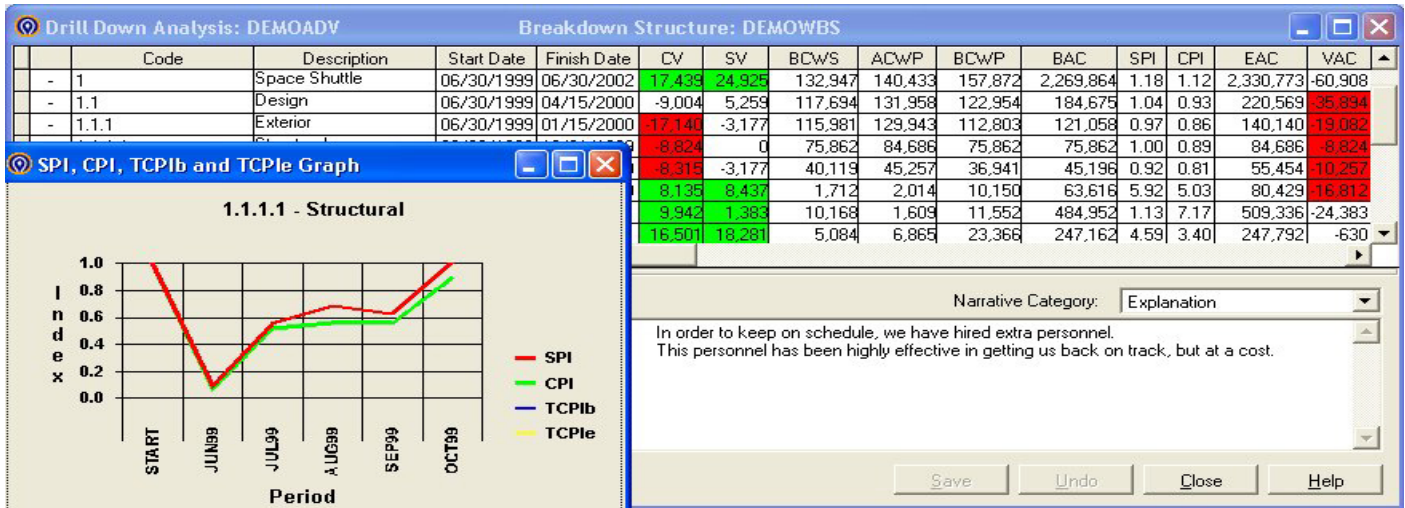 Drill Down Analysis: DEMOADV Breakdown Structure: DEMOWBS
Code Description Start Date Finish Date CV SV BCWS ACWP BCWP BAC SPI CPI EAC VAC
- 1 Space Shuttle 06/30/1999 06/30/2002 17,439 24,925 132,947 140,433 157,872 2,269,864 1.18 1.12 2,330,773 -60,908
- 1.1 Design 06/30/1999 04/15/2000 -9,004 5,259 117,694 131,958 122,954 184,675 1.04 0.93 220,569 -35,894
- 1.1.1 Exterior 06/30/1999 01/15/2000 -17,140 -3,177 115,981 129,943 112,803 121,058 0.97 0.86 140,140 -19,082
-8,824 0 75,862 84,686 75,862 75,862 1.00 0.89 84,686 -8,824
-8,315 -3,177 40,119 45,257 36,941 45,196 0.92 0.81 55,454 -10,257
8,135 8,437 1,712 2,014 10,150 63,616 5.92 5.03 80,429 -16,812
9,942 1,383 10,168 1,609 11,552 484,952 1.13 7.17 509,336 -24,383
16,501 18,281 5,084 6,865 23,366 247,162 4.59 3.40 247,792 -630
SPI, CPI, TCPIb and TCPIe Graph
1.1.1.1 - Structural
Index
1.0
0.8
0.6
0.4
0.2
0.0
START JUN99 JUL99 AUG99 SEP99 OCT99
Period
SPI
CPI
TCPIb
TCPIe
Narrative Category: Explanation
In order to keep on schedule, we have hired extra personnel.
This personnel has been highly effective in getting us back on track, but at a cost.
Save Undo Close Help